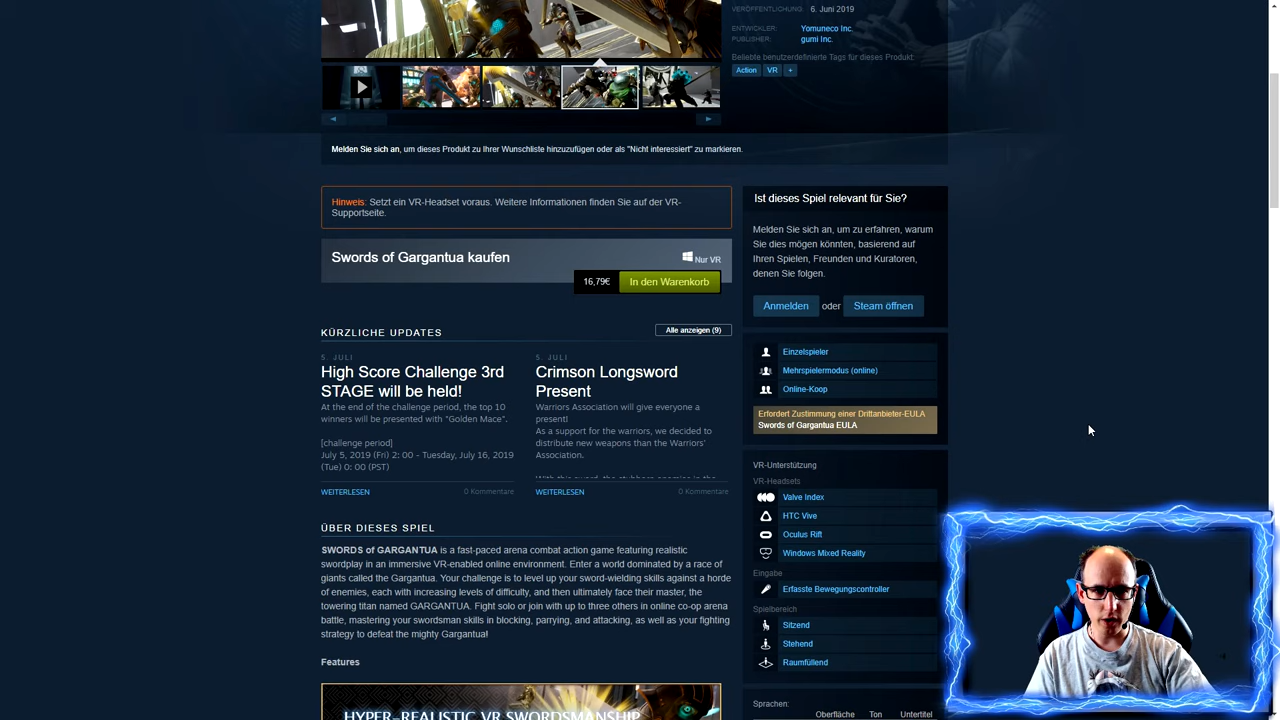 VERÖFFENTLICHUNG: 6. Juni 2019
ENTWICKLER: Yomuneco Inc.
PUBLISHER: gumi Inc.
Beliebte benutzerdefinierte Tags für dieses Produkt:
Action VR +
Melden Sie sich an, um dieses Produkt zu Ihrer Wunschliste hinzuzufügen oder als "Nicht interessiert" zu markieren.
Hinweis: Setzt ein VR-Headset voraus. Weitere Informationen finden Sie auf der VR-
Supportseite.
Swords of Gargantua kaufen
Nur VR
16,79€ In den Warenkorb
KÜRZLICHE UPDATES
Alle anzeigen (9)
5. JULI
High Score Challenge 3rd
STAGE will be held!
At the end of the challenge period, the top 10
winners will be presented with "Golden Mace".
[challenge period]
July 5, 2019 (Fri) 2: 00 - Tuesday, July 16, 2019
(Tue) 0: 00 (PST)
WEITERLESEN 0 Kommentare
5. JULI
Crimson Longsword
Present
Warriors Association will give everyone a
present!
As a support for the warriors, we decided to
distribute new weapons than the Warriors'
Association.
With this sword, the stubborn enemies in the
WEITERLESEN 0 Kommentare
ÜBER DIESES SPIEL
SWORDS of GARGANTUA is a fast-paced arena combat action game featuring realistic
swordplay in an immersive VR-enabled online environment. Enter a world dominated by a race of
giants called the Gargantua. Your challenge is to level up your sword-wielding skills against a horde
of enemies, each with increasing levels of difficulty, and then ultimately face their master, the
towering titan named GARGANTUA. Fight solo or join with up to three others in online co-op arena
battle, mastering your swordsman skills in blocking, parrying, and attacking, as well as your fighting
strategy to defeat the mighty Gargantua!
Features
HYPER-REALISTIC VR SWORDSMANSHIP
Ist dieses Spiel relevant für Sie?
Melden Sie sich an, um zu erfahren, warum
Sie dies mögen könnten, basierend auf
Ihren Spielen, Freunden und Kuratoren,
denen Sie folgen.
Anmelden oder Steam öffnen
Einzelspieler
Mehrspielermodus (online)
Online-Koop
Erfordert Zustimmung einer Drittanbieter-EULA
Swords of Gargantua EULA
VR-Unterstützung
VR-Headsets
Valve Index
HTC Vive
Oculus Rift
Windows Mixed Reality
Eingabe
Erfasste Bewegungscontroller
Spielbereich
Sitzend
Stehend
Raumfüllend
Sprachen:
Oberfläche Ton Untertitel